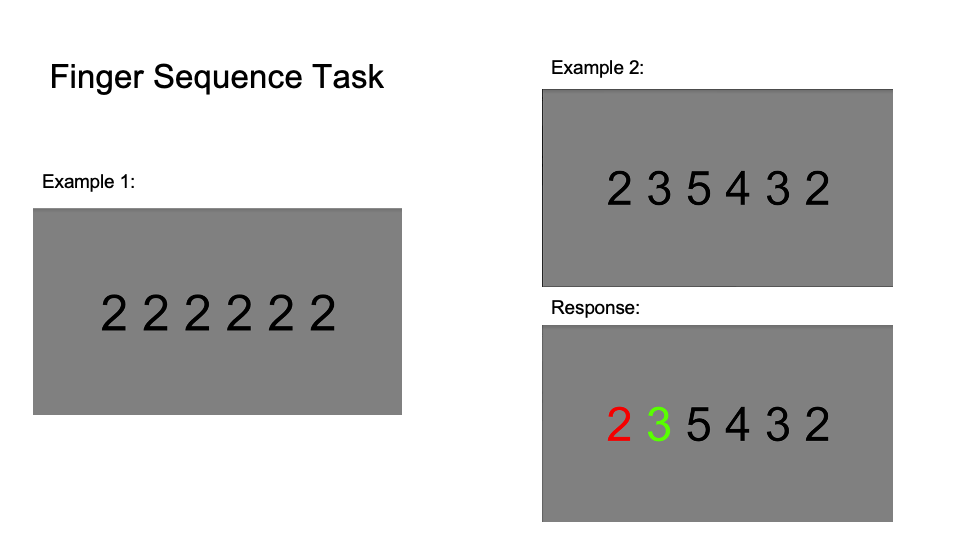 Finger Sequence Task
Example 1:
2 2 2 2 2 2
Example 2:
2 3 5 4 3 2
Response:
2 3 5 4 3 2